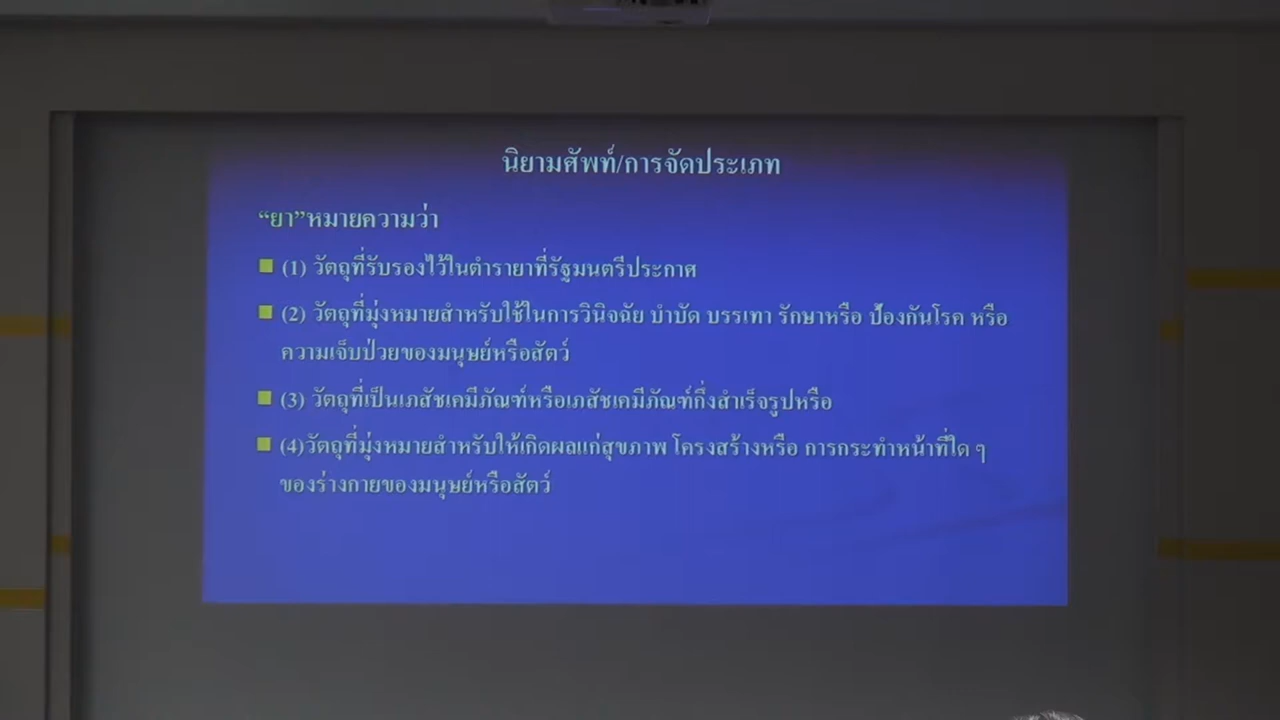 นิยามศัพท์/การจัดประเภท
“ยา”หมายความว่า
(1) วัตถุที่รับรองไว้ในตำรายาที่รัฐมนตรีประกาศ
(2) วัตถุที่มุ่งหมายสำหรับใช้ในการวินิจฉัย บำบัด บรรเทา รักษาหรือ ป้องกันโรค หรือ
ความเจ็บป่วยของมนุษย์หรือสัตว์
(3) วัตถุที่เป็นเภสัชเคมีภัณฑ์หรือเภสัชเคมีภัณฑ์กึ่งสำเร็จรูปหรือ
(4)วัตถุที่มุ่งหมายสำหรับให้เกิดผลแก่สุขภาพ โครงสร้างหรือ การกระทำหน้าที่ใด ๆ
ของร่างกายของมนุษย์หรือสัตว์